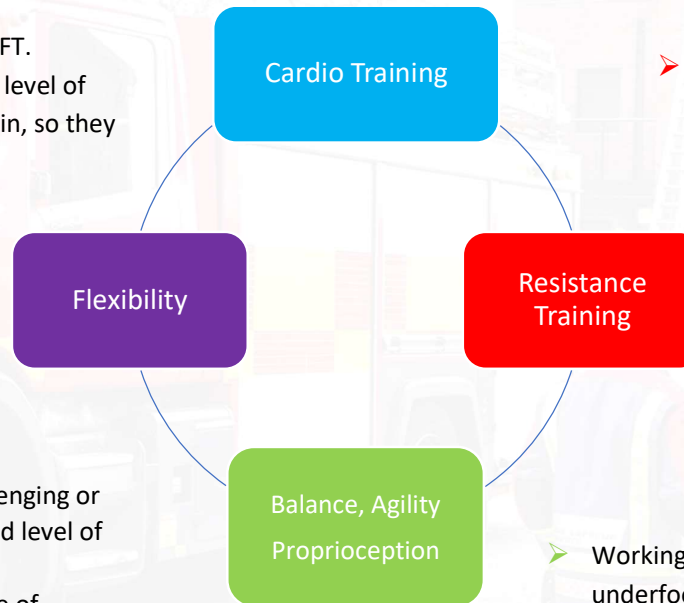 FT.
level of
in, so they
Cardio Training
➢
Flexibility
Resistance
Training
enging or
d level of
Balance, Agility
Proprioception
➢ Working